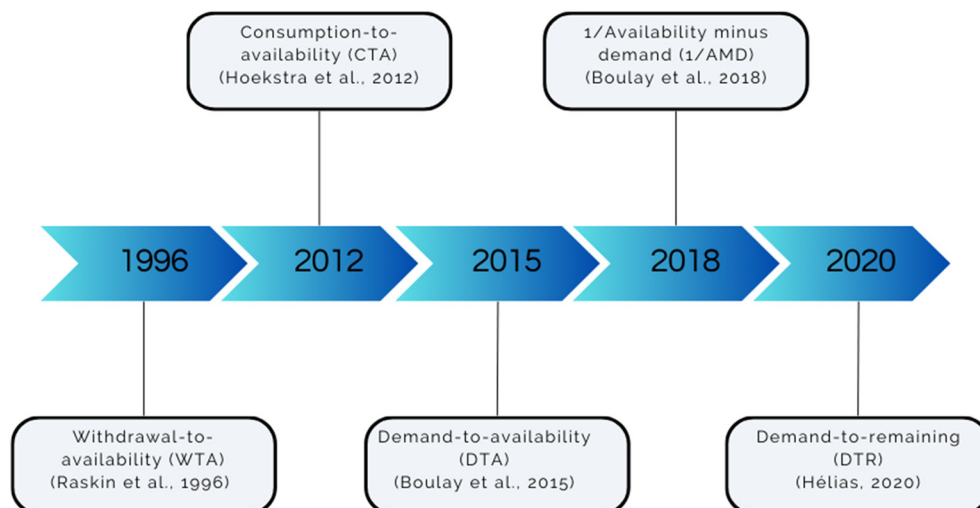 Consumption-to-
availability (CTA)
(Hoekstra et al., 2012)
1/Availability minus
demand (1/AMD)
(Boulay et al., 2018)
1996
2012
2015
2018
2020
Withdrawal-to-
availability (WTA)
(Raskin et al., 1996)
Demand-to-availability
(DTA)
(Boulay et al., 2015)
Demand-to-remaining
(DTR)
(Hélias, 2020)